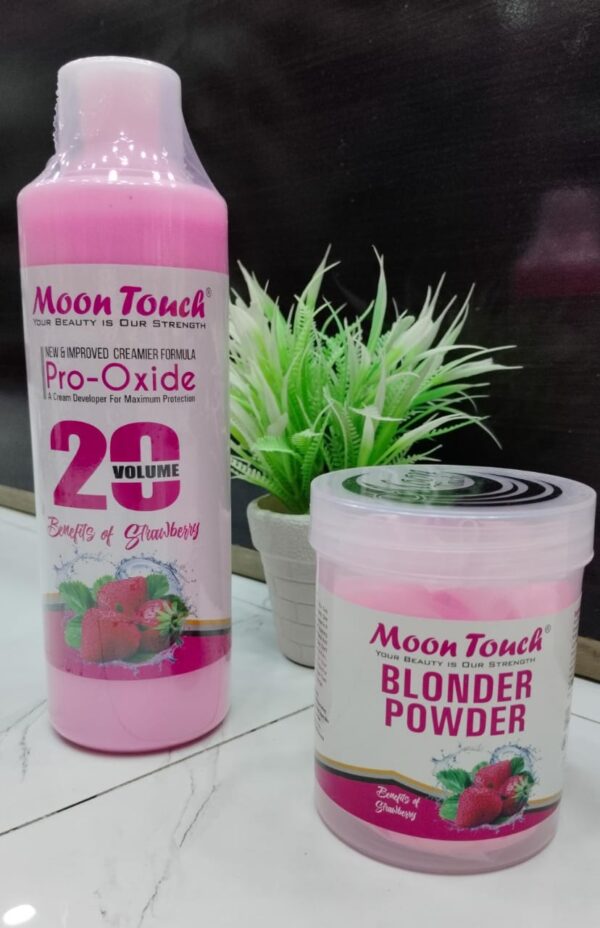 Moon Touch®
Your Beauty is Our Strength
NEW & IMPROVED CREAMIER FORMULA
Pro-Oxide
A Cream Developer For Maximum Protection
20
VOLUME
Benefits of Strawberry
Moon Touch®
Your Beauty is Our Strength
BLONDER
POWDER
Benefits of
Strawberry